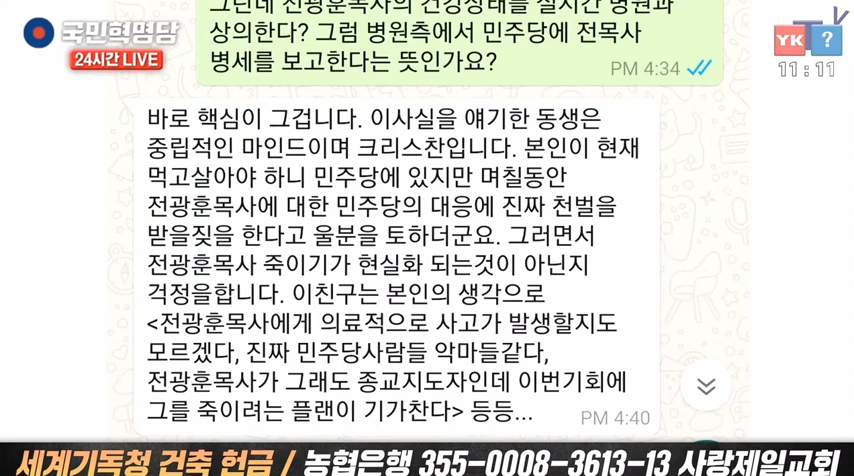 그런데 전광훈목사의 건강상태를 실시간 병원과
상의한다? 그럼 병원측에서 민주당에 전목사
병세를 보고한다는 뜻인가요?
PM 4:34
국민혁명당
24시간 LIVE
YK ?
11:11
바로 핵심이 그겁니다. 이사실을 얘기한 동생은
중립적인 마인드이며 크리스찬입니다. 본인이 현재
먹고살아야 하니 민주당에 있지만 며칠동안
전광훈목사에 대한 민주당의 대응에 진짜 천벌을
받을짖을 한다고 울분을 토하더군요. 그러면서
전광훈목사 죽이기가 현실화 되는것이 아닌지
걱정을합니다. 이친구는 본인의 생각으로
<전광훈목사에게 의료적으로 사고가 발생할지도
모르겠다, 진짜 민주당사람들 악마들같다,
전광훈목사가 그래도 종교지도자인데 이번기회에
그를 죽이려는 플랜이 기가찬다> 등등...
PM 4:40
세계기독청 건축 헌금 / 농협은행 355-0008-3613-13 사랑제일교회